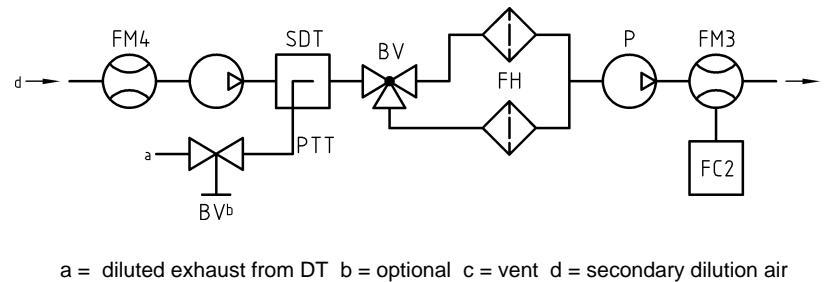 FM4 SDT BV P FM3
d
FH
a PTT FC2
BVb
a = diluted exhaust from DT b = optional c = vent d = secondary dilution air